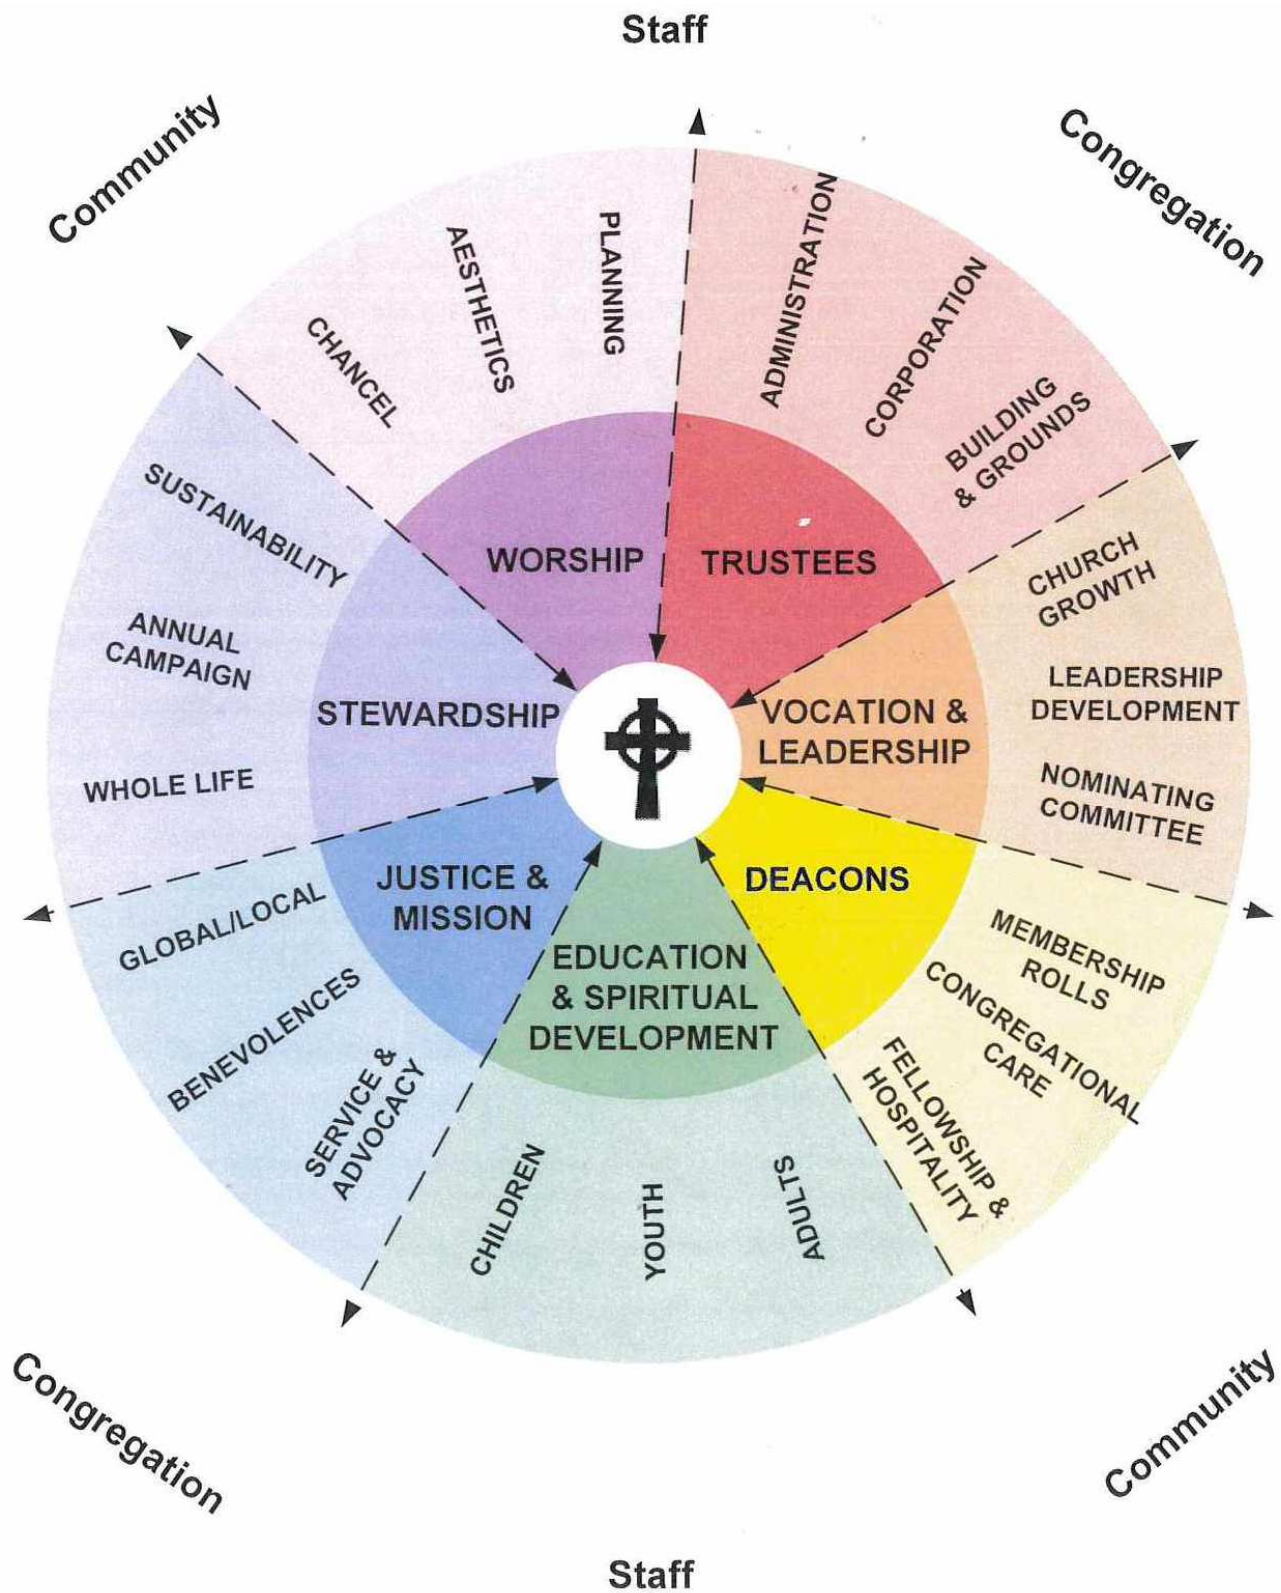 Staff
Community
Congregation
PLANNING
AESTHETICS
CHANCEL
ADMINISTRATION
CORPORATION
BUILDING
& GROUNDS
WORSHIP
TRUSTEES
SUSTAINABILITY
ANNUAL
CAMPAIGN
WHOLE LIFE
STEWARDSHIP
VOCATION &
LEADERSHIP
CHURCH
GROWTH
LEADERSHIP
DEVELOPMENT
NOMINATING
COMMITTEE
JUSTICE &
MISSION
DEACONS
EDUCATION
& SPIRITUAL
DEVELOPMENT
GLOBAL/LOCAL
BENEVOLENCES
SERVICE &
ADVOCACY
MEMBERSHIP
ROLLS
CONGREGATIONAL
CARE
FELLOWSHIP &
HOSPITALITY
CHILDREN
YOUTH
ADULTS
Congregation
Community
Staff